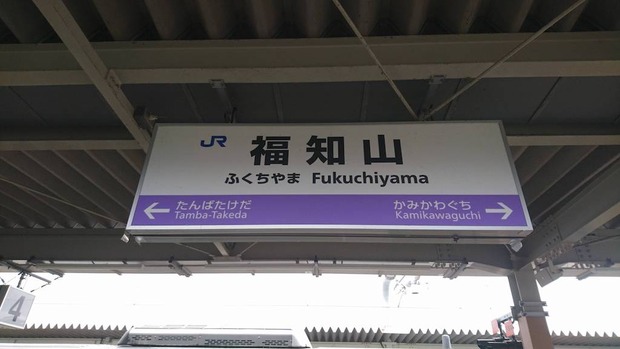 JR 福知山
ふくちやま Fukuchiyama
← たんばたけだ かみかわぐち →
Tamba-Takeda Kamikawaguchi
4